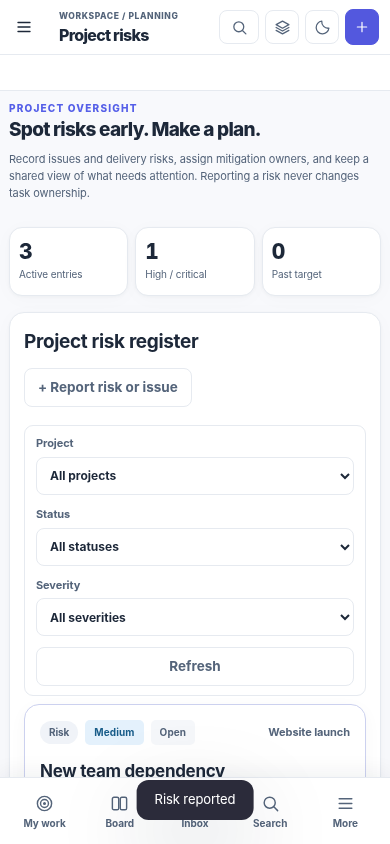 WORKSPACE / PLANNING
Project risks
PROJECT OVERSIGHT
Spot risks early. Make a plan.
Record issues and delivery risks, assign mitigation owners, and keep a
shared view of what needs attention. Reporting a risk never changes
task ownership.
3
Active entries
1
High / critical
0
Past target
Project risk register
+ Report risk or issue
Project
All projects
Status
All statuses
Severity
All severities
Refresh
Risk
Medium
Open
Website launch
New team dependency
Risk reported
My work
Board
Inbox
Search
More